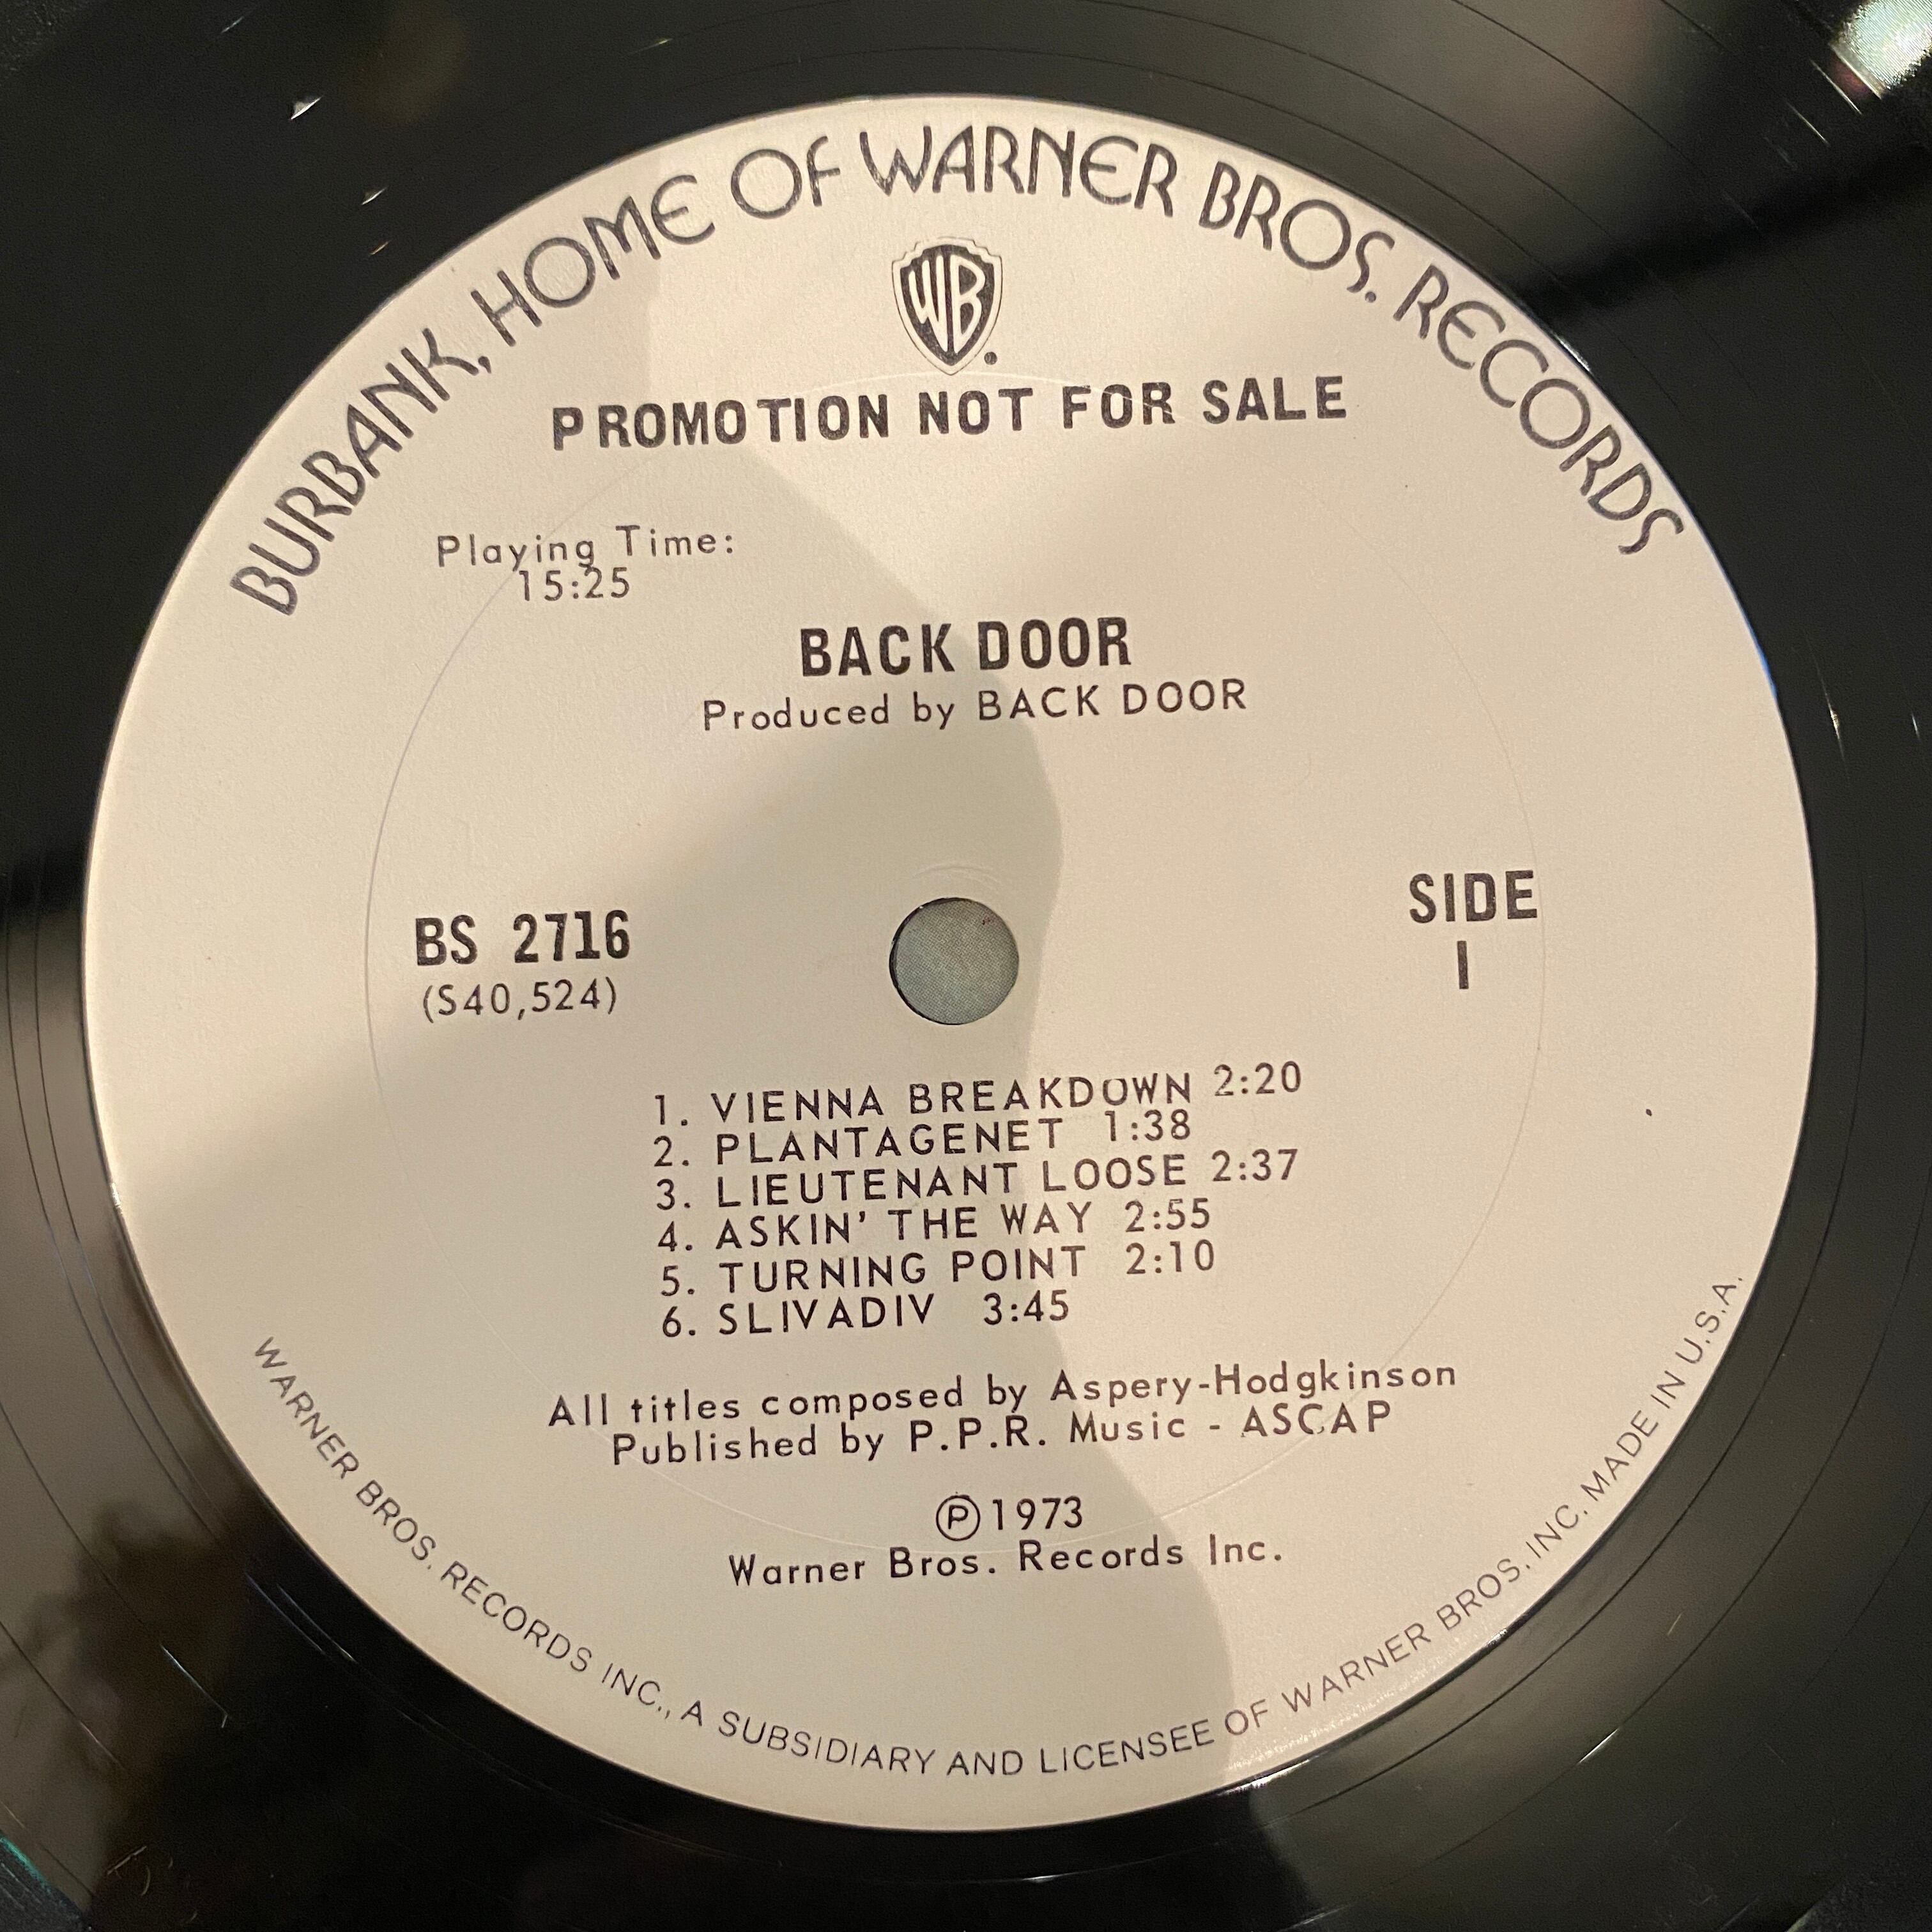 BURBANK, HOME OF WARNER BROS. RECORDS
WB
PROMOTION NOT FOR SALE
Playing Time:
15:25
BACK DOOR
Produced by BACK DOOR
BS 2716
(S40,524)
SIDE
1
1. VIENNA BREAKDOWN 2:20
2. PLANTAGENET 1:38
3. LIEUTENANT LOOSE 2:37
4. ASKIN' THE WAY 2:55
5. TURNING POINT 2:10
6. SLIVADIV 3:45
All titles composed by Aspery-Hodgkinson
Published by P.P.R. Music - ASCAP
Ⓟ1973
Warner Bros. Records Inc.
WARNER BROS. RECORDS INC., A SUBSIDIARY AND LICENSEE OF WARNER BROS. INC. MADE IN U.S.A.